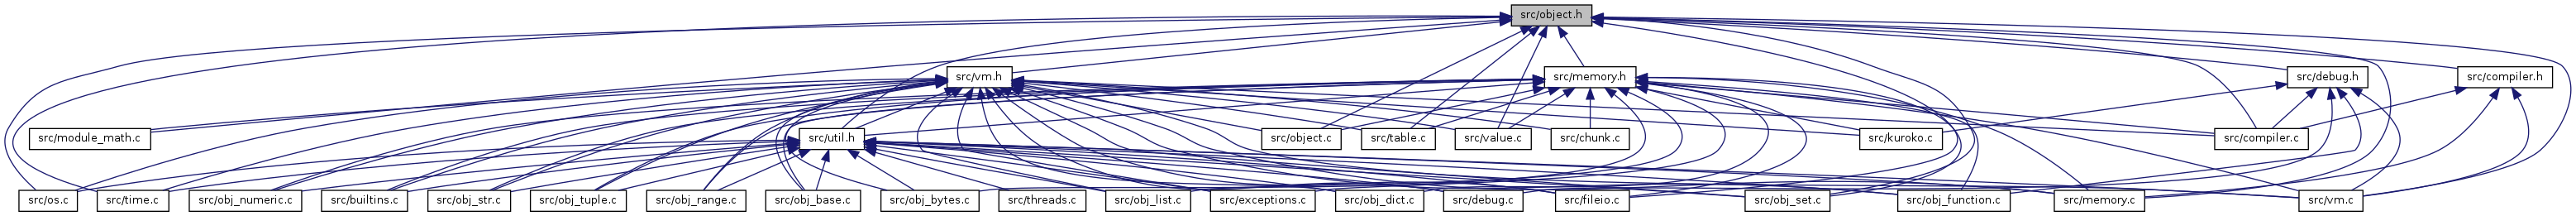 src/object.h
src/vm.h
src/memory.h
src/debug.h
src/compiler.h
src/module_math.c
src/util.h
src/object.c
src/table.c
src/value.c
src/chunk.c
src/kuroko.c
src/compiler.c
src/os.c
src/time.c
src/obj_numeric.c
src/builtins.c
src/obj_str.c
src/obj_tuple.c
src/obj_range.c
src/obj_base.c
src/obj_bytes.c
src/threads.c
src/obj_list.c
src/exceptions.c
src/obj_dict.c
src/debug.c
src/fileio.c
src/obj_set.c
src/obj_function.c
src/memory.c
src/vm.c